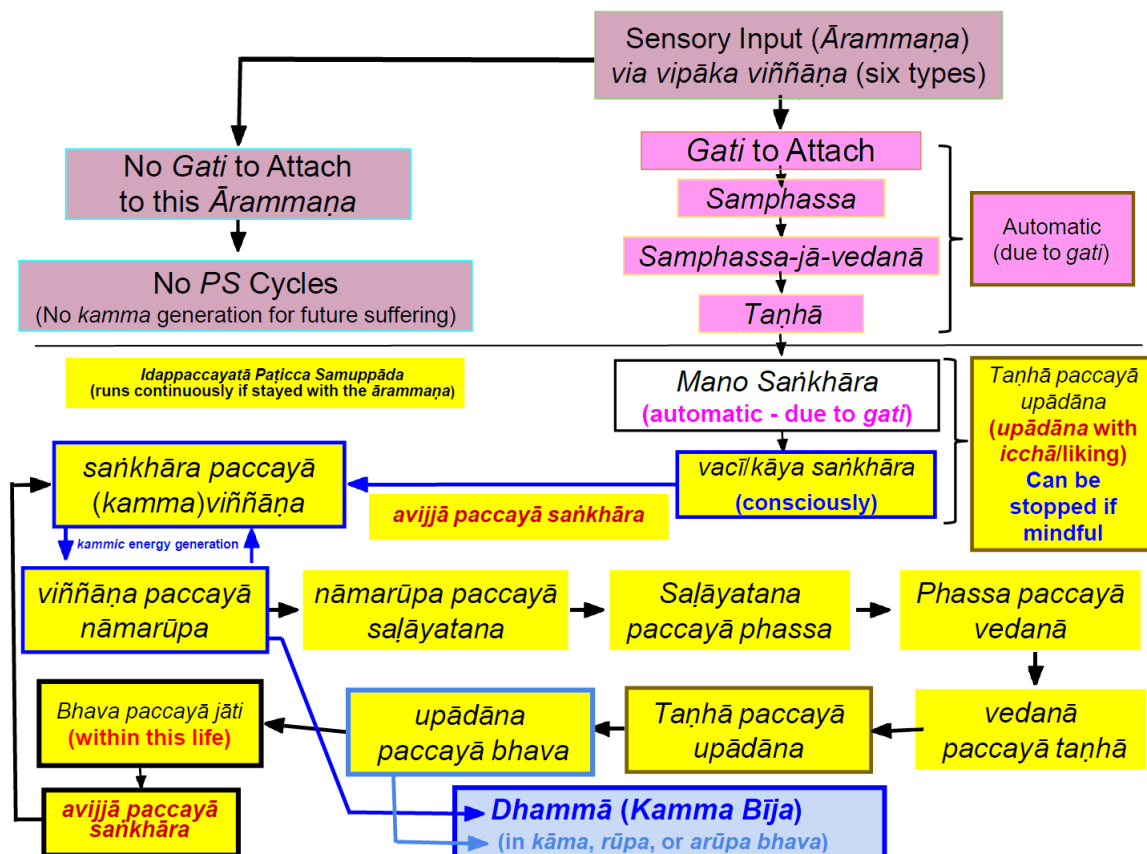 Sensory Input (Ārammaṇa)
via vipāka viññāṇa (six types)
No Gati to Attach
to this Ārammaṇa
No PS Cycles
(No kamma generation for future suffering)
Gati to Attach
Samphassa
Samphassa-jā-vedanā
Taṇhā
Automatic
(due to gati)
Idappaccayatā Paṭicca Samuppāda
(runs continuously if stayed with the ārammaṇa)
Mano Saṅkhāra
(automatic - due to gati)
vacī/kāya saṅkhāra
(consciously)
Taṇhā paccayā
upādāna
(upādāna with
icchā/liking)
Can be
stopped if
mindful
saṅkhāra paccayā
(kamma)viññāṇa
avijjā paccayā saṅkhāra
kammic energy generation
viññāṇa paccayā
nāmarūpa
nāmarūpa paccayā
saḷāyatana
Saḷāyatana
paccayā phassa
Phassa paccayā
vedanā
vedanā
paccayā taṇhā
Taṇhā paccayā
upādāna
upādāna
paccayā bhava
Bhava paccayā jāti
(within this life)
avijjā paccayā
saṅkhāra
Dhammā (Kamma Bīja)
(in kāma, rūpa, or arūpa bhava)